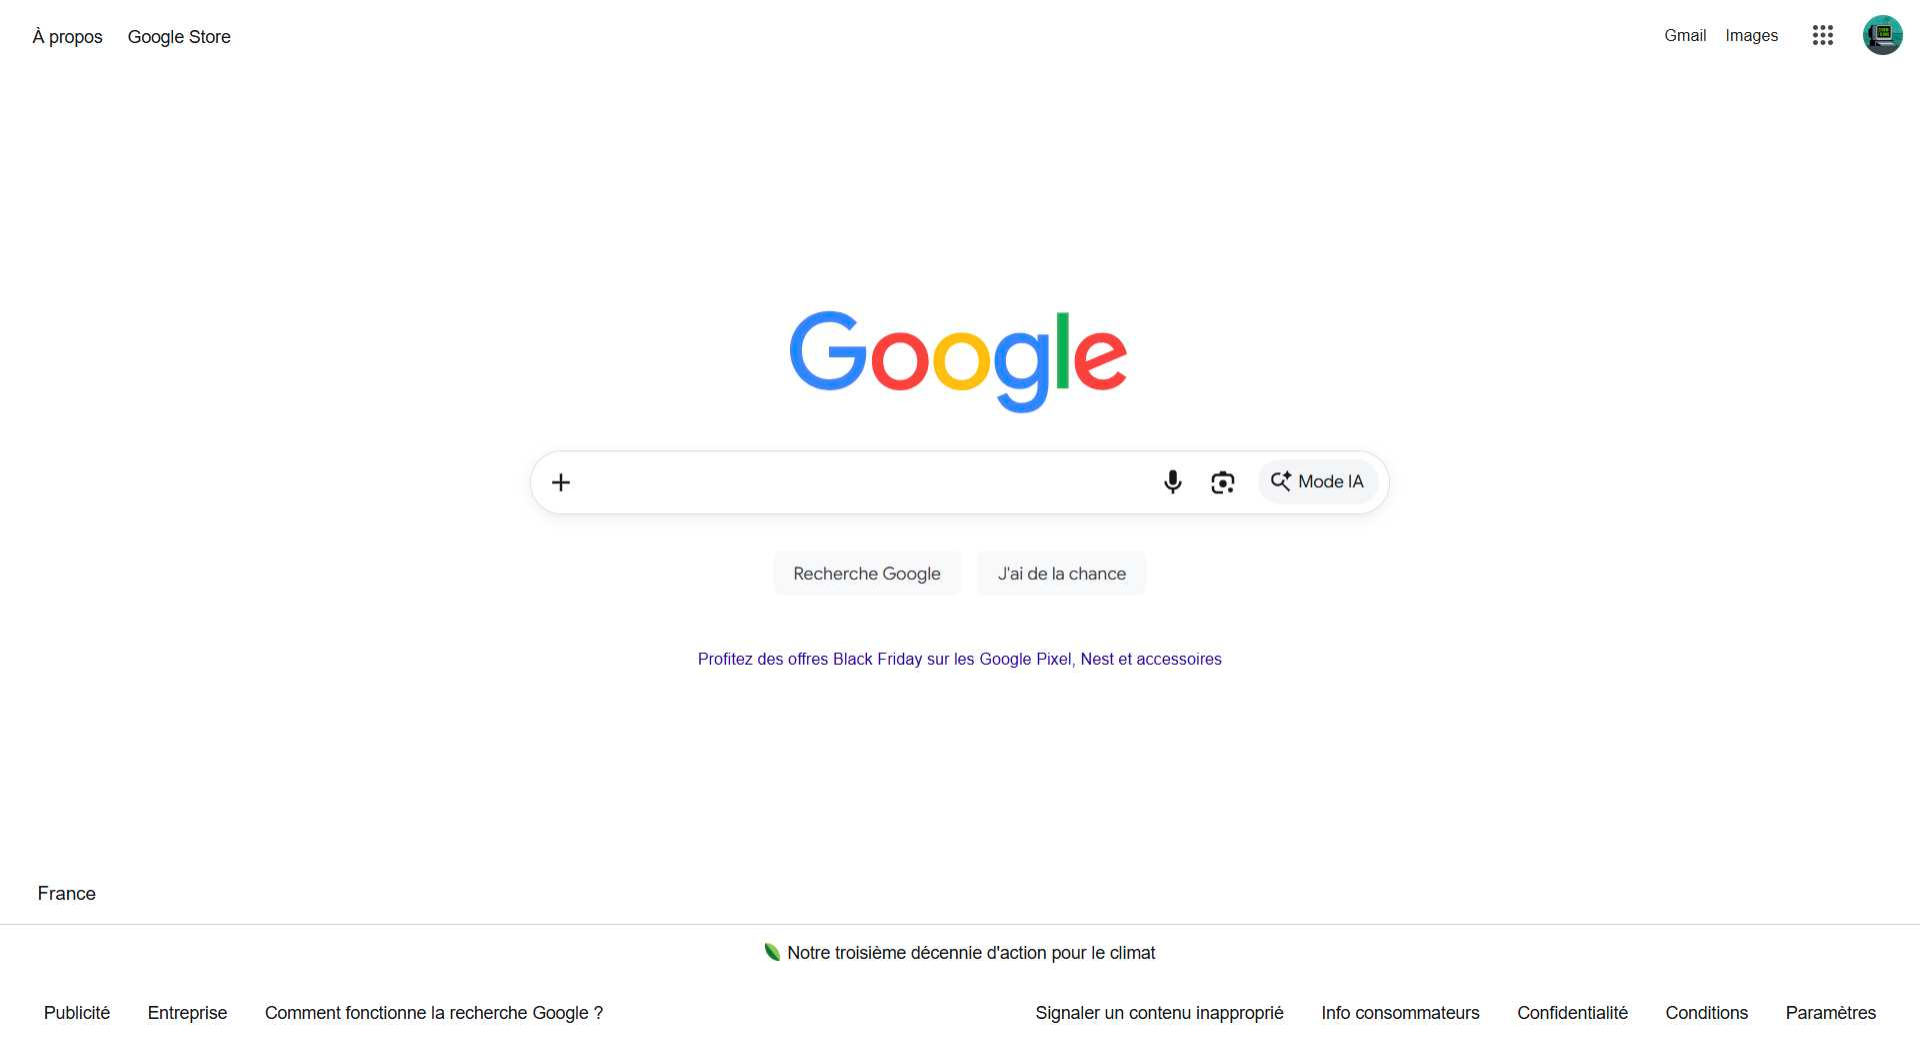 À propos Google Store Gmail Images
Google
Mode IA
Recherche Google J'ai de la chance
Profitez des offres Black Friday sur les Google Pixel, Nest et accessoires
France
Notre troisième décennie d'action pour le climat
Publicité Entreprise Comment fonctionne la recherche Google ? Signaler un contenu inapproprié Info consommateurs Confidentialité Conditions Paramètres